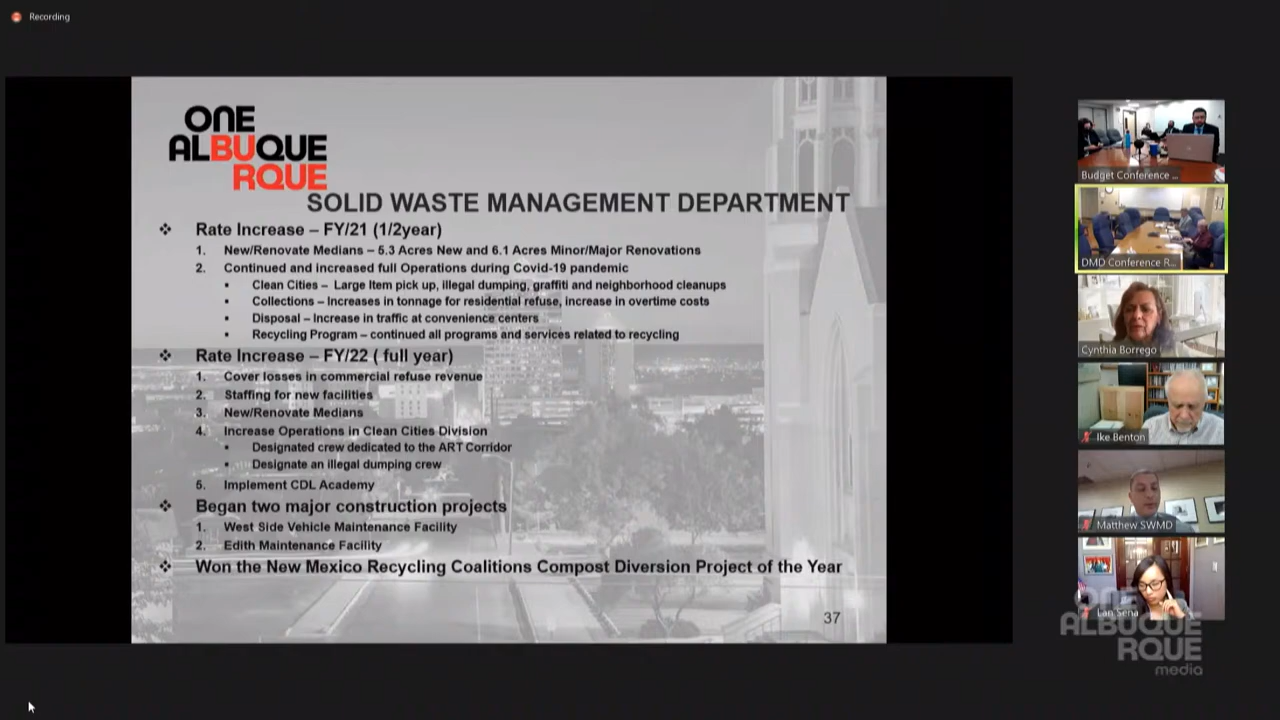 Recording
ONE
ALBUQUE
RQUE
SOLID WASTE MANAGEMENT DEPARTMENT
❖ Rate Increase – FY/21 (1/2year)
1. New/Renovate Medians – 5.3 Acres New and 6.1 Acres Minor/Major Renovations
2. Continued and increased full Operations during Covid-19 pandemic
▪ Clean Cities – Large Item pick up, illegal dumping, graffiti and neighborhood cleanups
▪ Collections – Increases in tonnage for residential refuse, increase in overtime costs
▪ Disposal – Increase in traffic at convenience centers
▪ Recycling Program – continued all programs and services related to recycling
❖ Rate Increase – FY/22 ( full year)
1. Cover losses in commercial refuse revenue
2. Staffing for new facilities
3. New/Renovate Medians
4. Increase Operations in Clean Cities Division
▪ Designated crew dedicated to the ART Corridor
▪ Designate an illegal dumping crew
5. Implement CDL Academy
❖ Began two major construction projects
1. West Side Vehicle Maintenance Facility
2. Edith Maintenance Facility
❖ Won the New Mexico Recycling Coalitions Compost Diversion Project of the Year
37
Budget Conference ...
DMD Conference R...
Cynthia Borrego
Ike Benton
Matthew SWMD
Lan Sena
ONE
ALBUQUE
RQUE
media